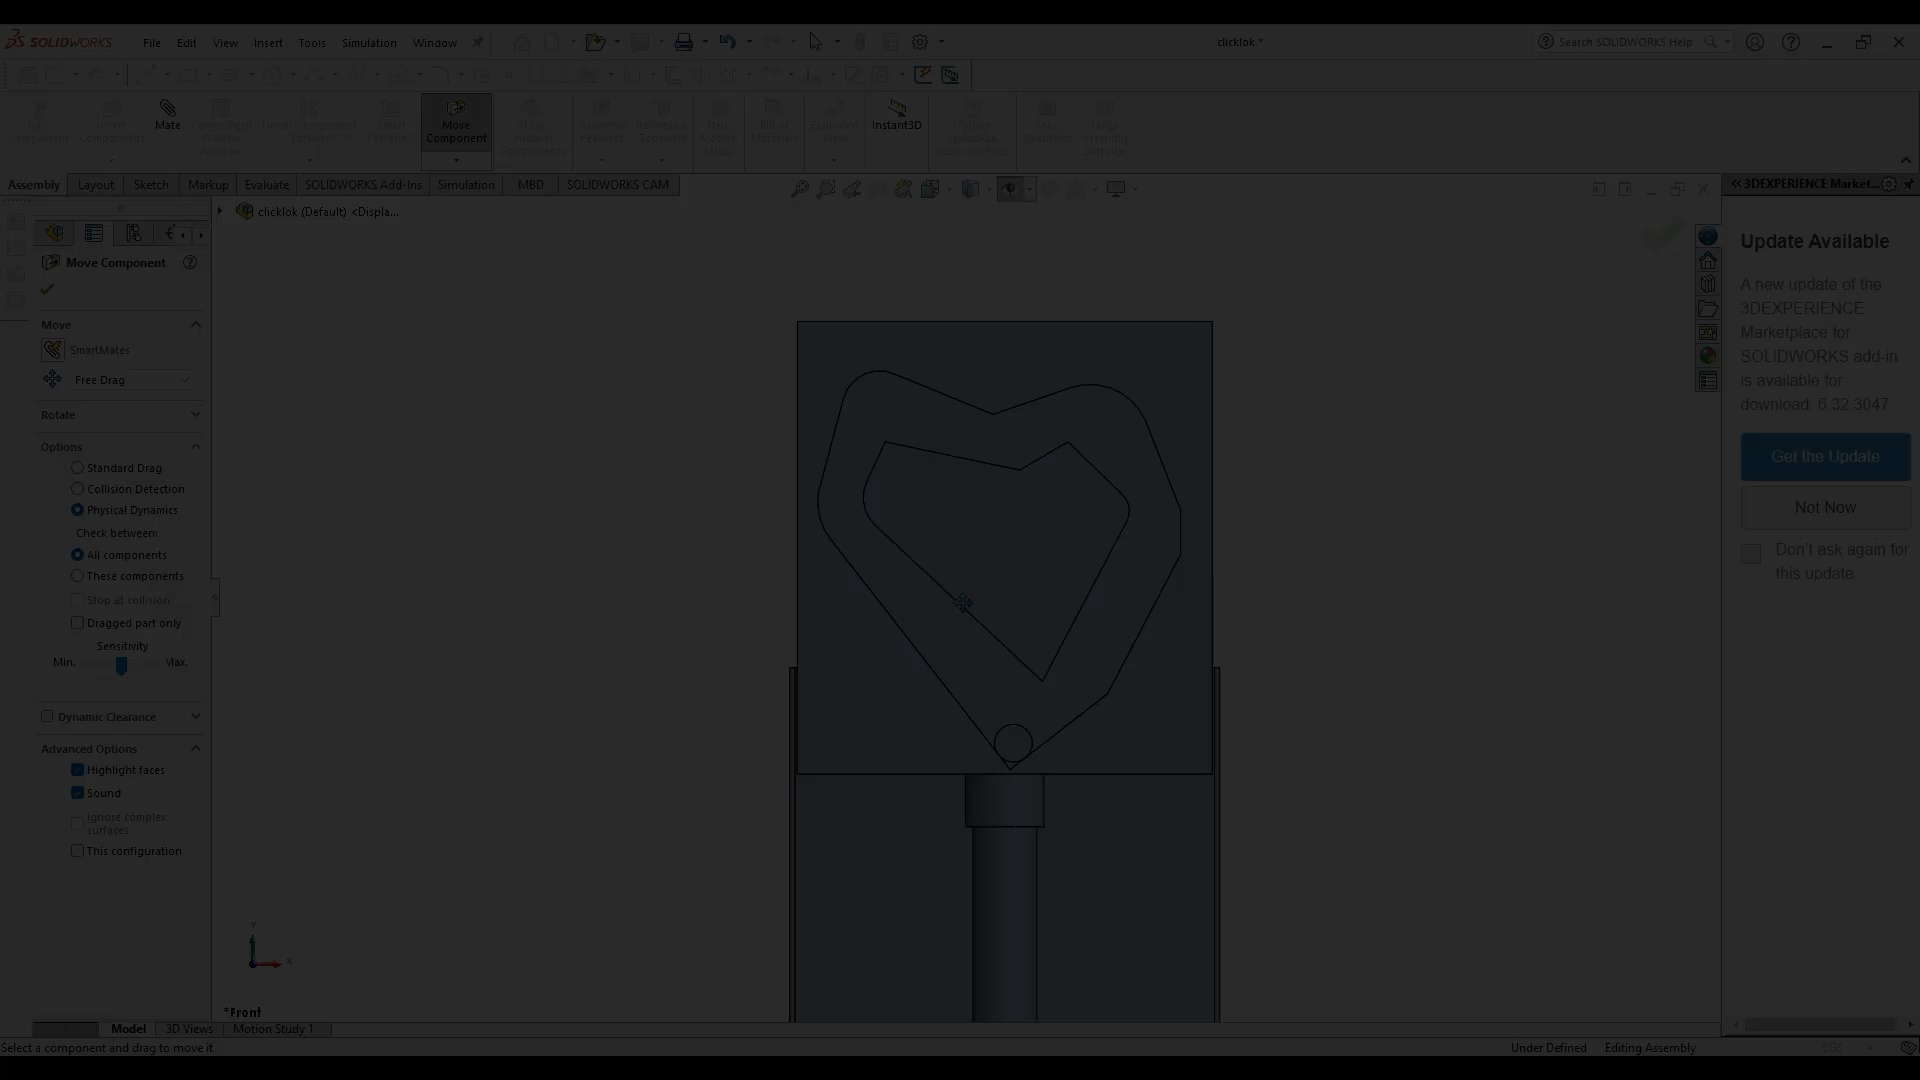 SOLIDWORKS
File Edit View Insert Tools Simulation Window
clicklok *
Search SOLIDWORKS Help
Mate
Move Component
Instant3D
Assembly Layout Sketch Markup Evaluate SOLIDWORKS Add-Ins Simulation MBD SOLIDWORKS CAM
3DEXPERIENCE Market...
clicklok (Default) <Displa...
Move Component
Move
SmartMates
Free Drag
Rotate
Options
Standard Drag
Collision Detection
Physical Dynamics
Check between:
All components
These components
Stop at collision
Dragged part only
Sensitivity
Min. Max.
Dynamic Clearance
Advanced Options
Highlight faces
Sound
Ignore complex
surfaces
This configuration
Update Available
A new update of the
3DEXPERIENCE
Marketplace for
SOLIDWORKS add-in
is available for
download: 6.32.3047
Get the Update
Not Now
Don't ask again for
this update
Y
X
*Front
Model 3D Views Motion Study 1
Select a component and drag to move it
Under Defined Editing Assembly
CGS